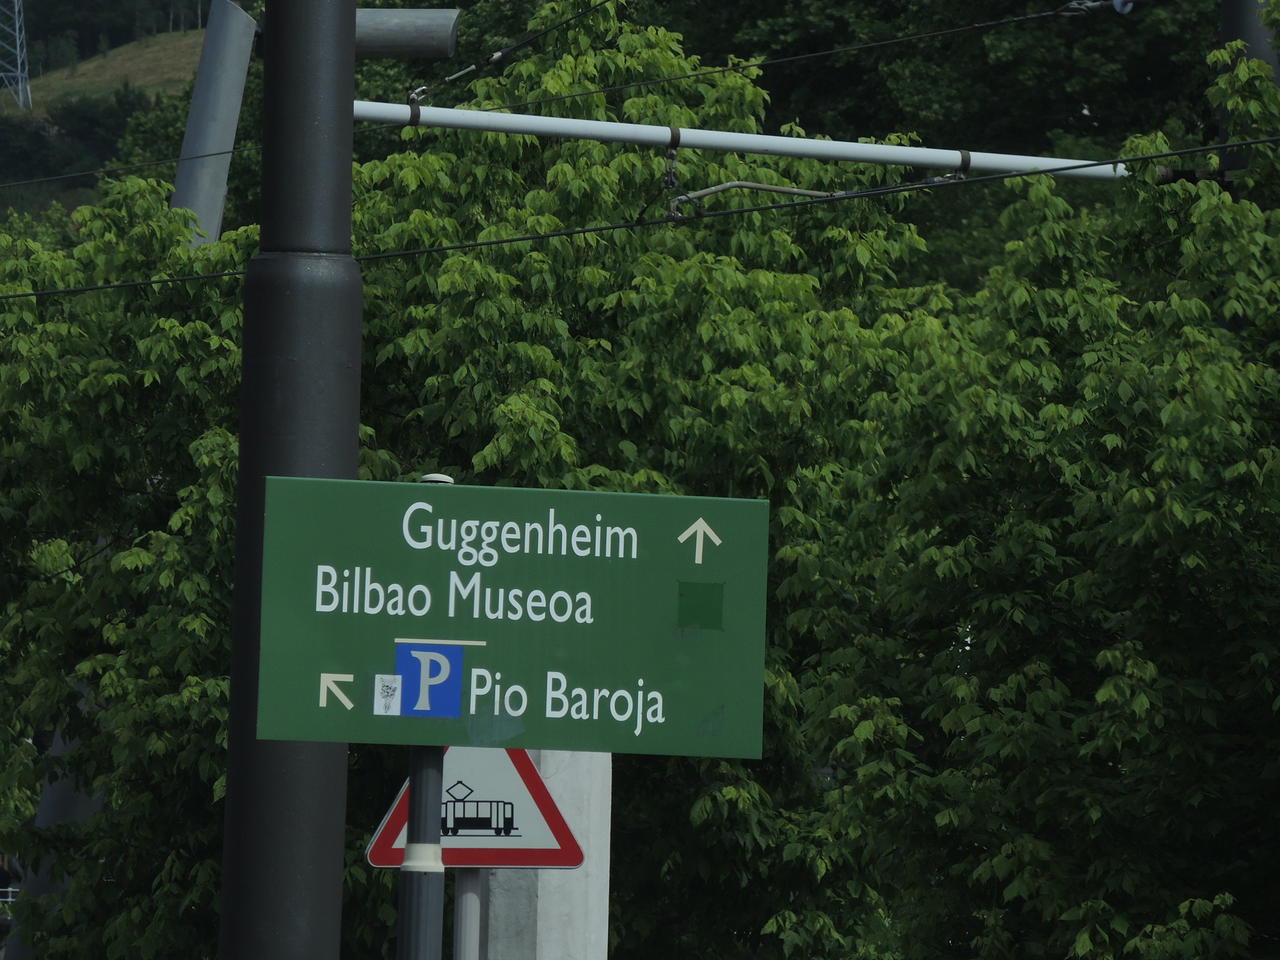 Guggenheim
Bilbao Museoa
P Pio Baroja